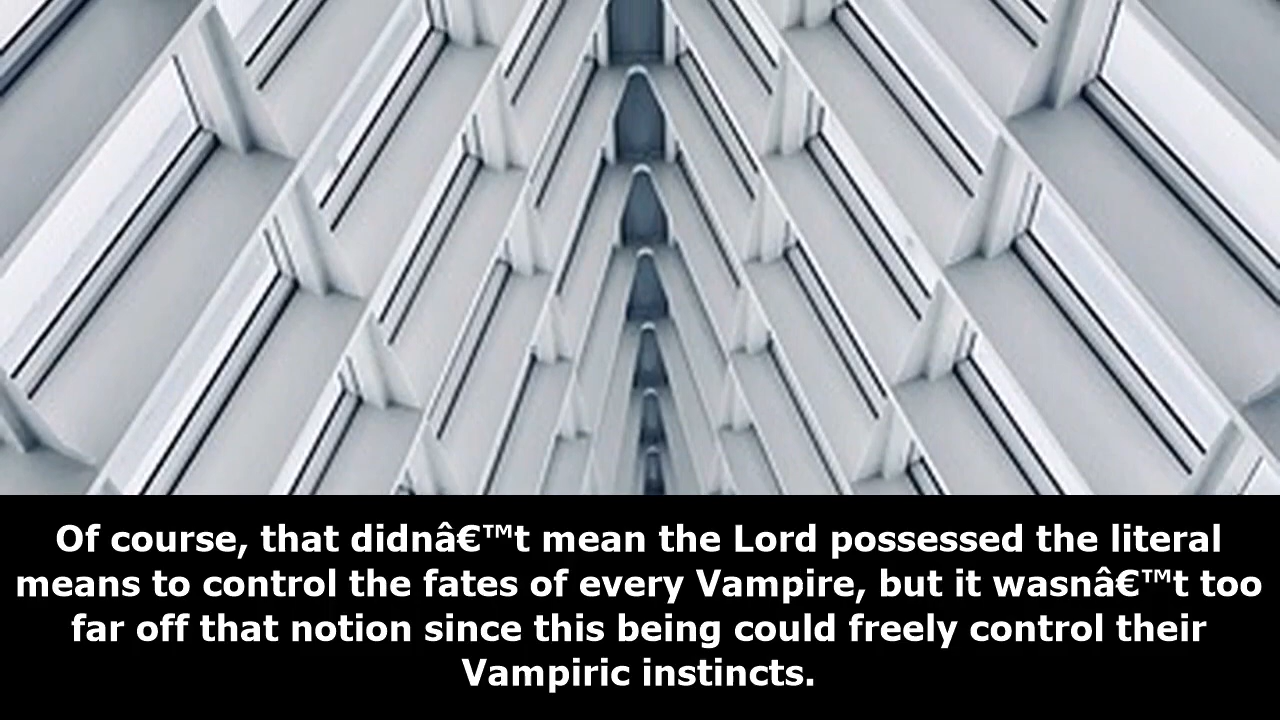 Of course, that didnâ€™t mean the Lord possessed the literal
means to control the fates of every Vampire, but it wasnâ€™t too
far off that notion since this being could freely control their
Vampiric instincts.